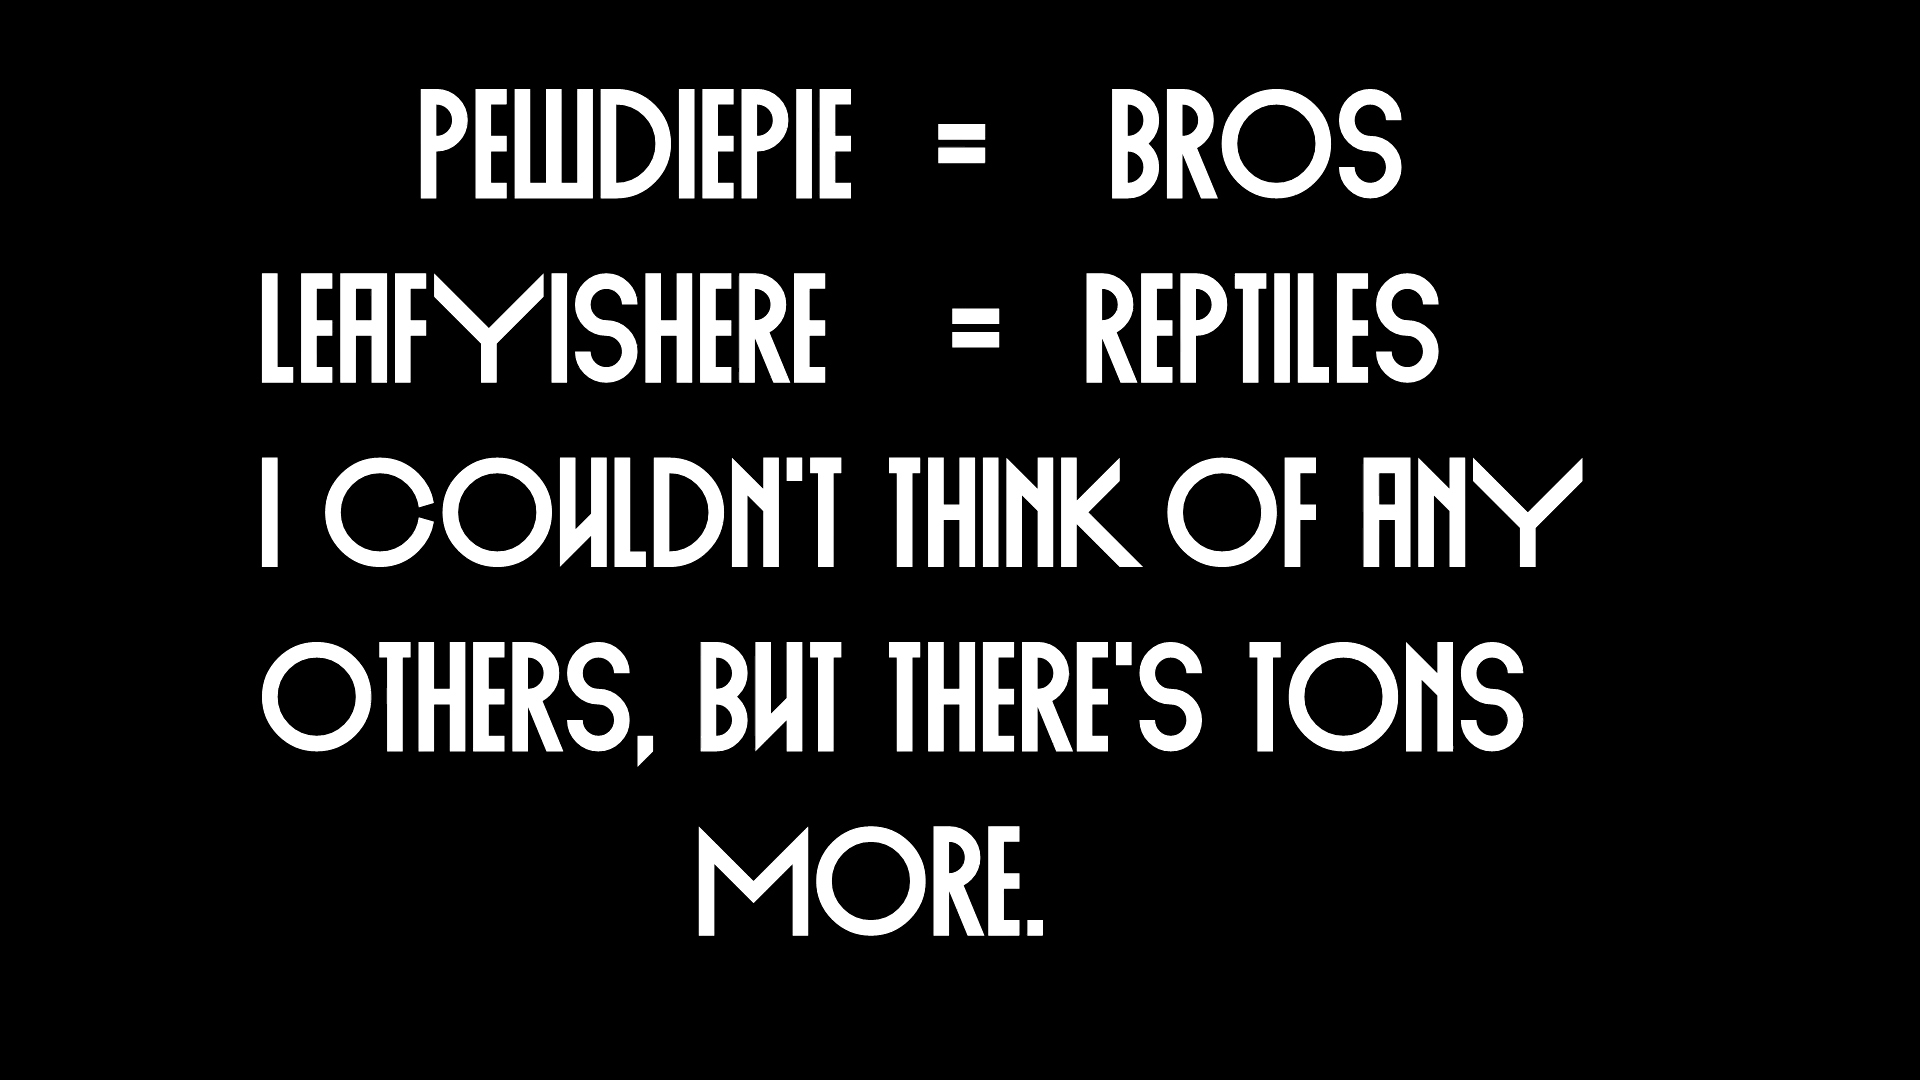 PEWDIEPIE = BROS
LEAFYISHERE = REPTILES
I COULDN'T THINK OF ANY
OTHERS, BUT THERE'S TONS
MORE.